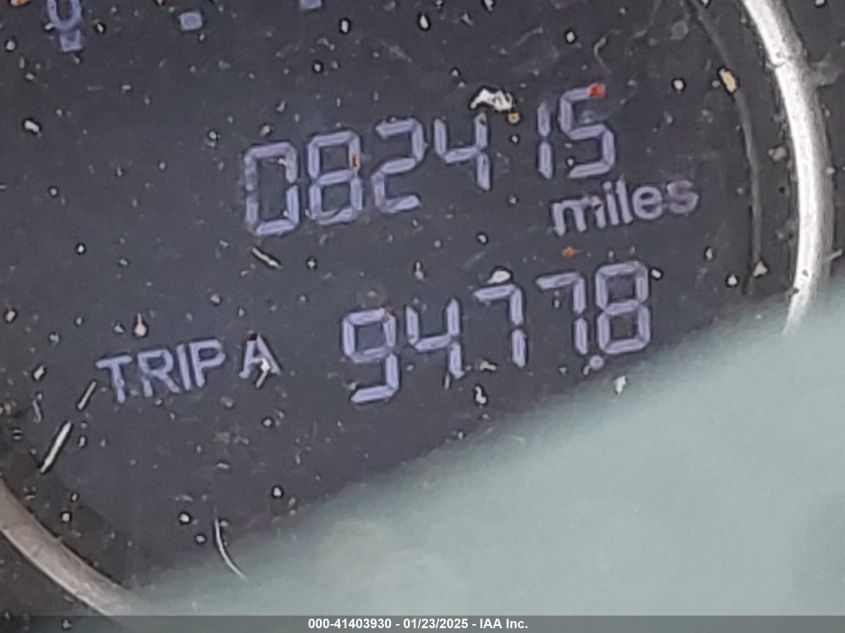 082415
miles
TRIP A 9477.8
000-41403930 - 01/23/2025 - IAA Inc.